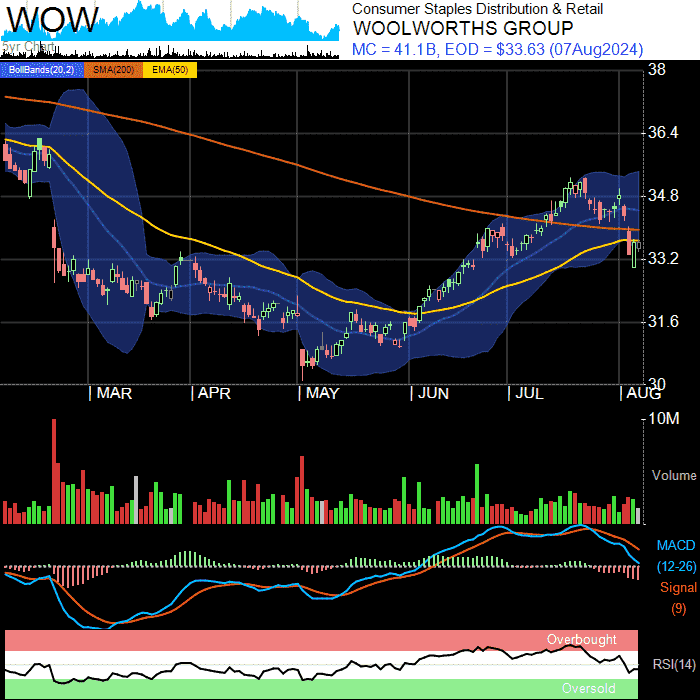 WOW
5yr Chart
Consumer Staples Distribution & Retail
WOOLWORTHS GROUP
MC = 41.1B, EOD = $33.63 (07Aug2024)
BollBands(20,2) SMA(200) EMA(50)
38
36.4
34.8
33.2
31.6
30
| MAR | APR | MAY | JUN | JUL | AUG
10M
Volume
MACD
(12-26)
Signal
(9)
Overbought
RSI(14)
Oversold